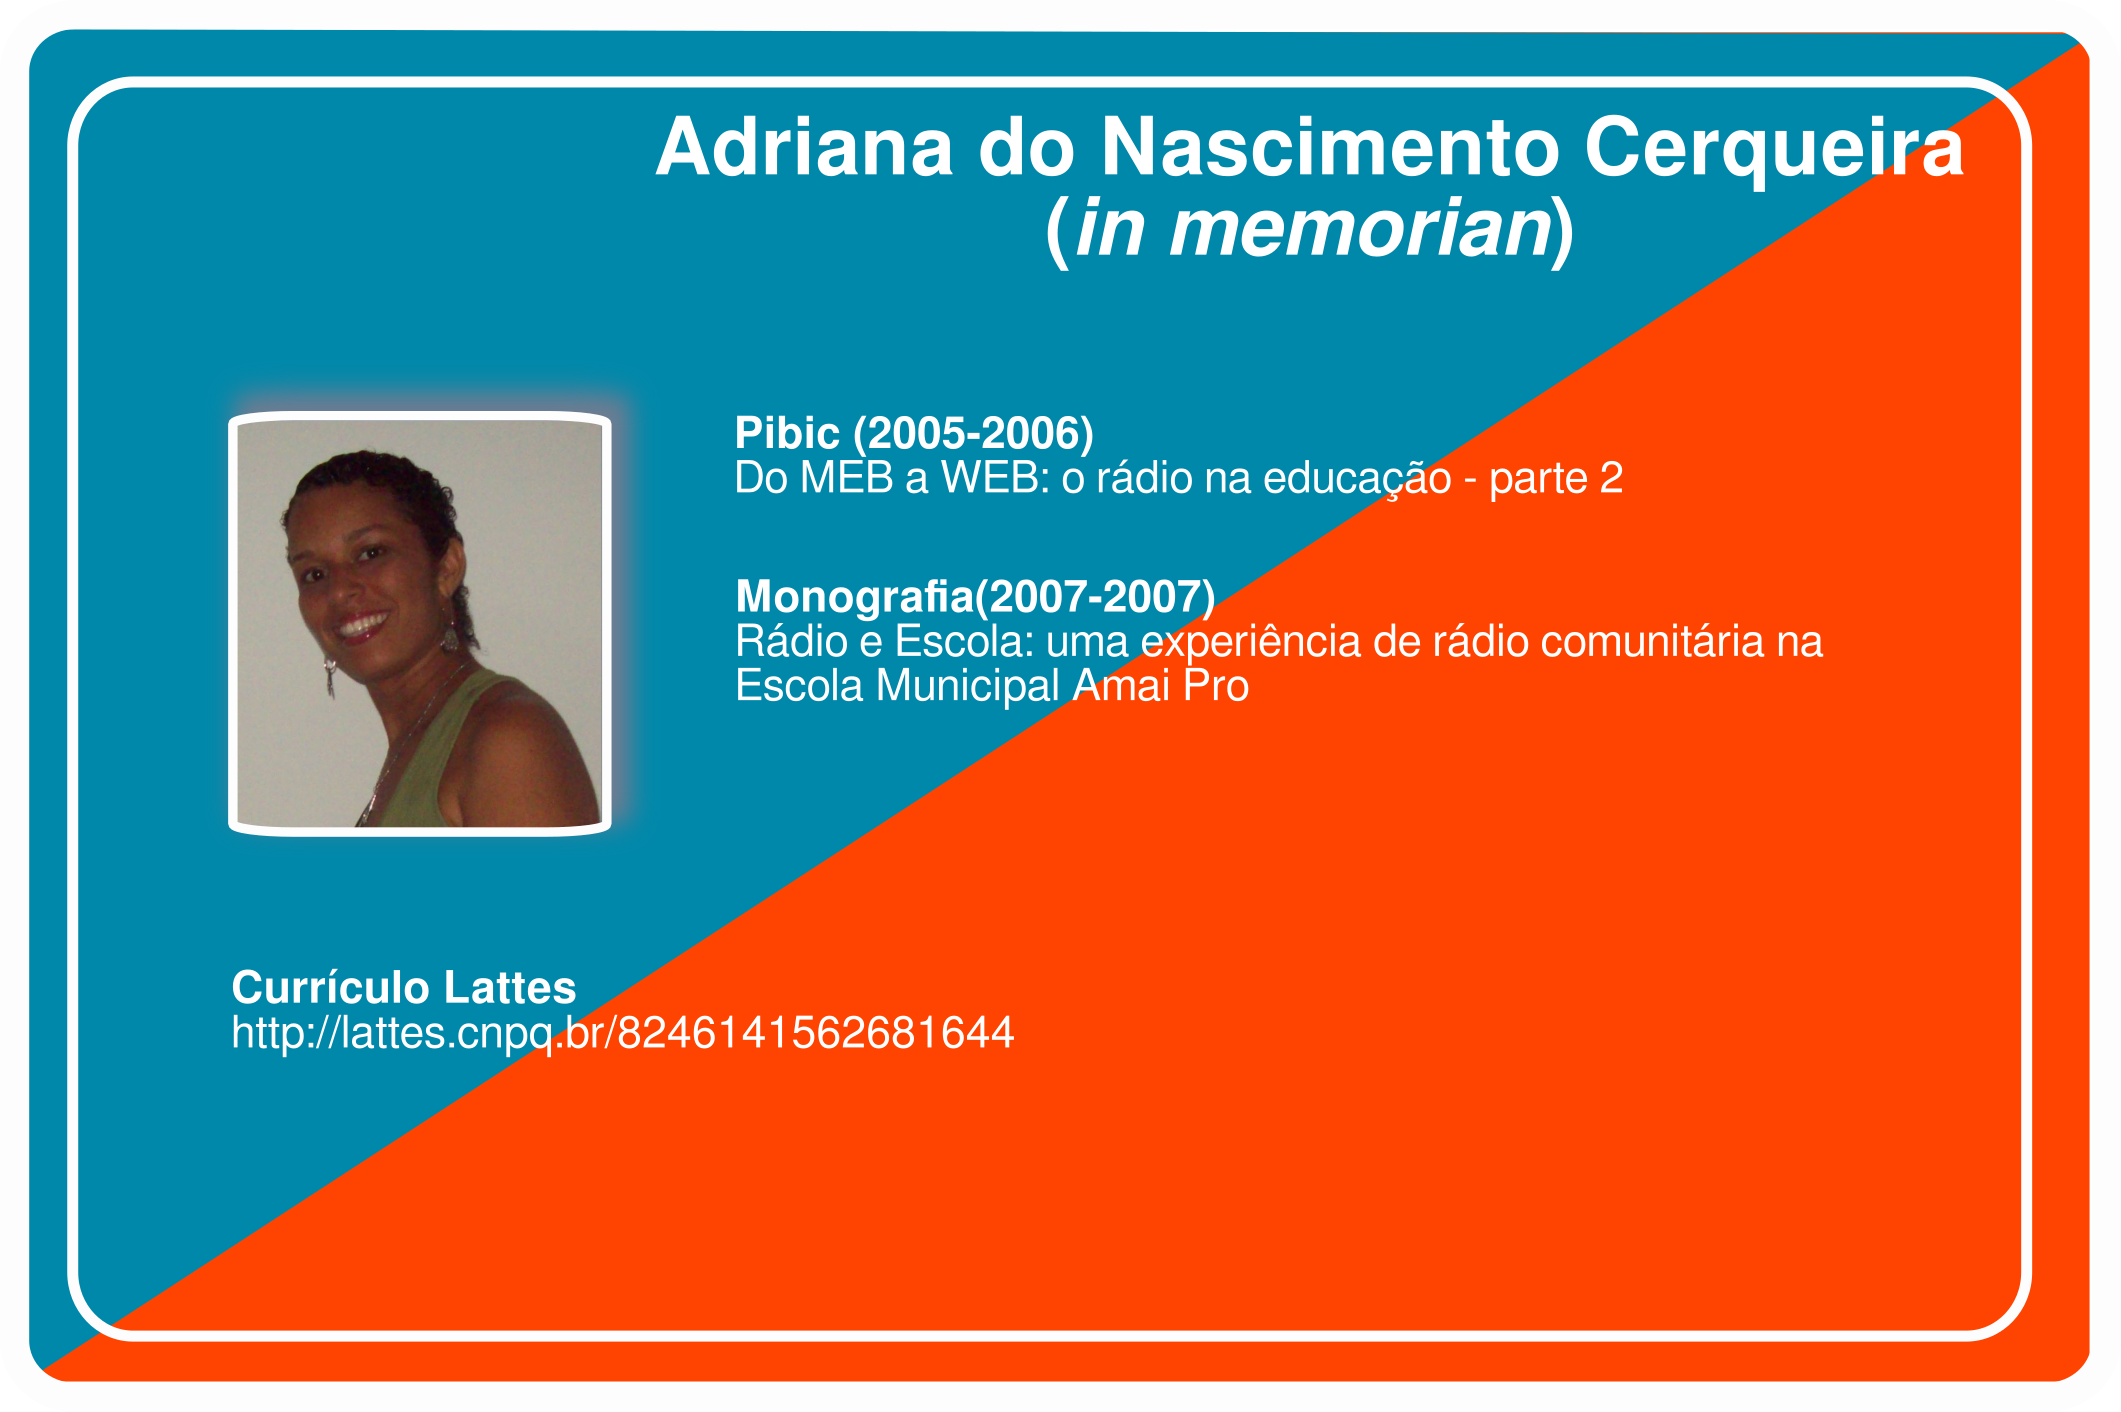 Adriana do Nascimento Cerqueira
(in memorian)
Pibic (2005-2006)
Do MEB a WEB: o rádio na educação - parte 2
Monografia(2007-2007)
Rádio e Escola: uma experiência de rádio comunitária na
Escola Municipal Amai Pro
Currículo Lattes
http://lattes.cnpq.br/8246141562681644